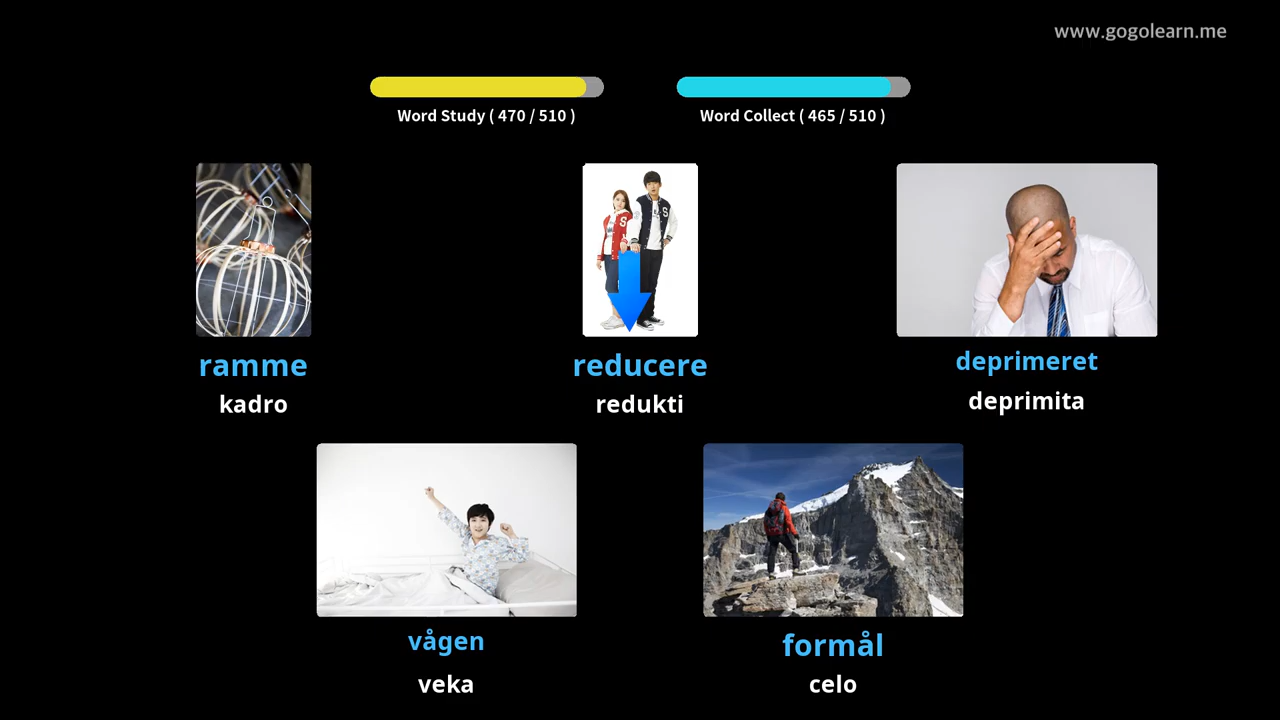 www.gogolearn.me
Word Study ( 470 / 510 )
Word Collect ( 465 / 510 )
S
S
ramme
kadro
reducere
redukti
deprimeret
deprimita
vågen
veka
formål
celo